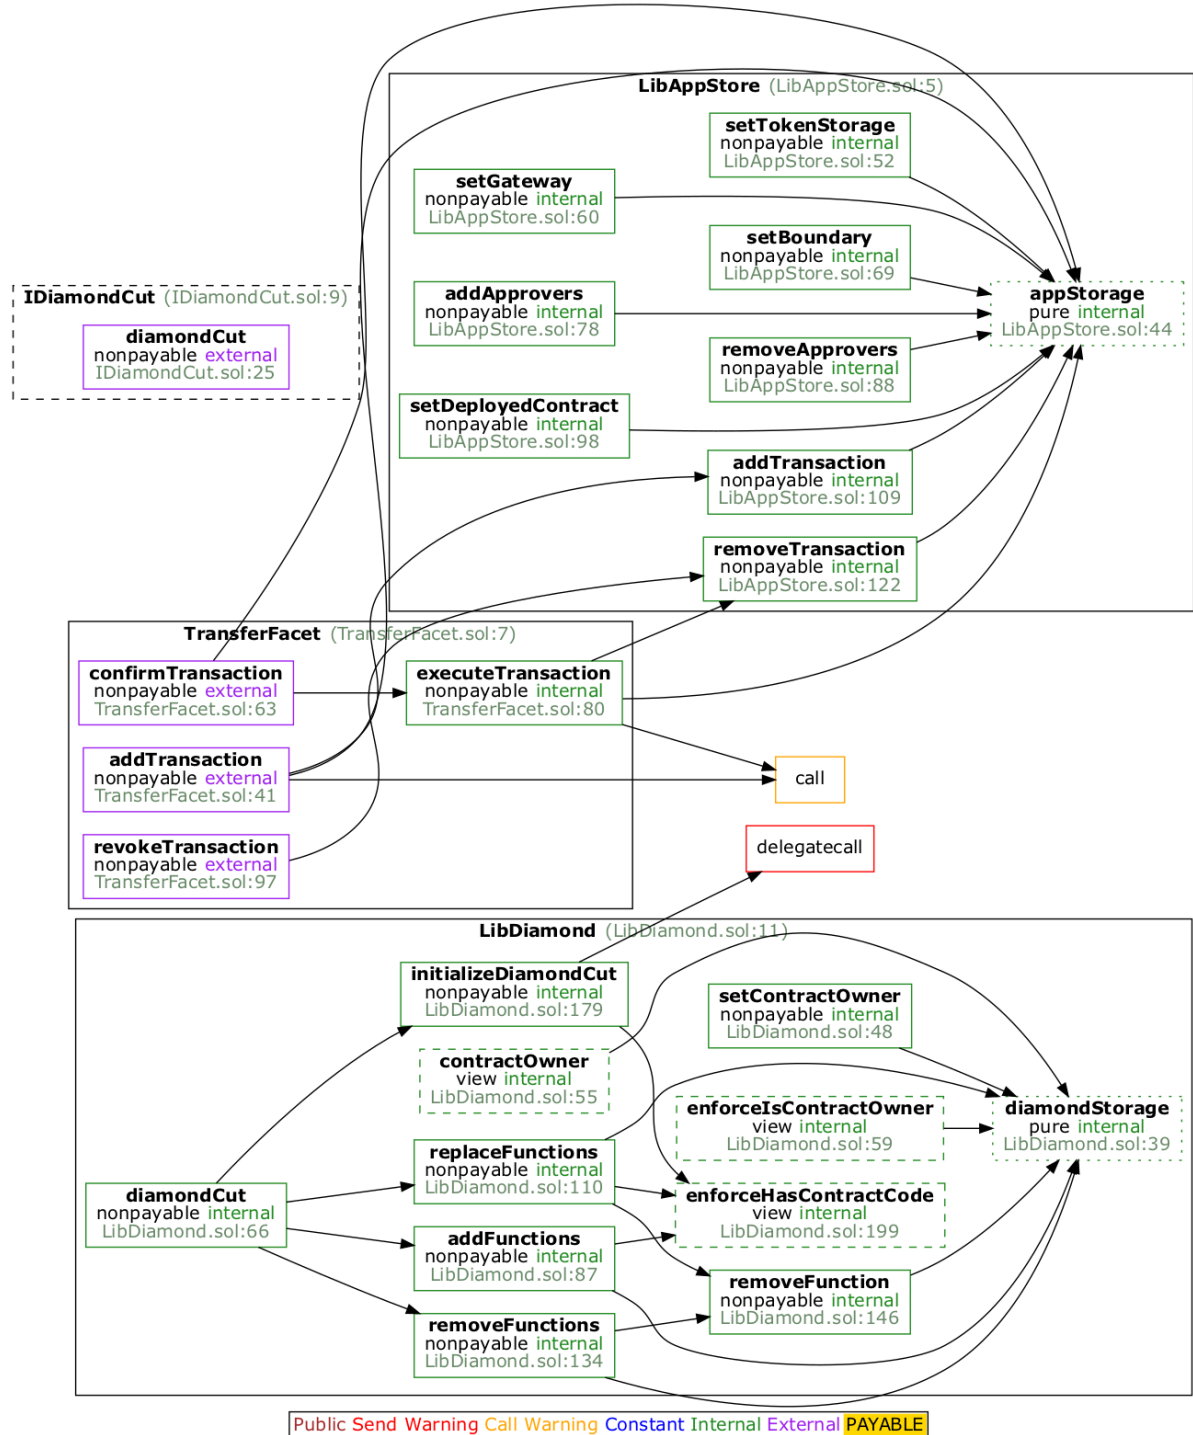 LibAppStore (LibAppStore.sol:5)
setTokenStorage
nonpayable internal
LibAppStore.sol:52
setGateway
nonpayable internal
LibAppStore.sol:60
setBoundary
nonpayable internal
LibAppStore.sol:69
IDiamondCut (IDiamondCut.sol:9)
diamondCut
nonpayable external
IDiamondCut.sol:25
addApprovers
nonpayable internal
LibAppStore.sol:78
appStorage
pure internal
LibAppStore.sol:44
removeApprovers
nonpayable internal
LibAppStore.sol:88
setDeployedContract
nonpayable internal
LibAppStore.sol:98
addTransaction
nonpayable internal
LibAppStore.sol:109
removeTransaction
nonpayable internal
LibAppStore.sol:122
TransferFacet (TransferFacet.sol:7)
confirmTransaction
nonpayable external
TransferFacet.sol:63
executeTransaction
nonpayable internal
TransferFacet.sol:80
addTransaction
nonpayable external
TransferFacet.sol:41
call
revokeTransaction
nonpayable external
TransferFacet.sol:97
delegatecall
LibDiamond (LibDiamond.sol:11)
initializeDiamondCut
nonpayable internal
LibDiamond.sol:179
setContractOwner
nonpayable internal
LibDiamond.sol:48
contractOwner
view internal
LibDiamond.sol:55
enforceIsContractOwner
view internal
LibDiamond.sol:59
diamondStorage
pure internal
LibDiamond.sol:39
replaceFunctions
nonpayable internal
LibDiamond.sol:110
diamondCut
nonpayable internal
LibDiamond.sol:66
enforceHasContractCode
view internal
LibDiamond.sol:199
addFunctions
nonpayable internal
LibDiamond.sol:87
removeFunction
nonpayable internal
LibDiamond.sol:146
removeFunctions
nonpayable internal
LibDiamond.sol:134
Public Send Warning Call Warning Constant Internal External PAYABLE